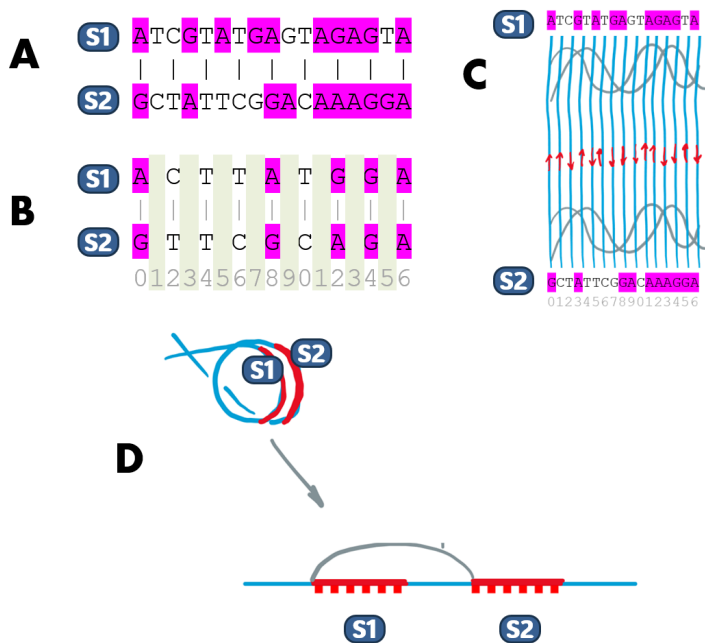 A
S1 ATCGTATGAGTAGAGTA
S2 GCTATTCGGACAAAGGA
B
S1 A C T T A T G G A
S2 G T T C G C A G A
01234567890123456
C
S1 ATCGTATGAGTAGAGTA
S2 GCTATTCGGACAAAGGA
01234567890123456
D
S1 S2
S1 S2